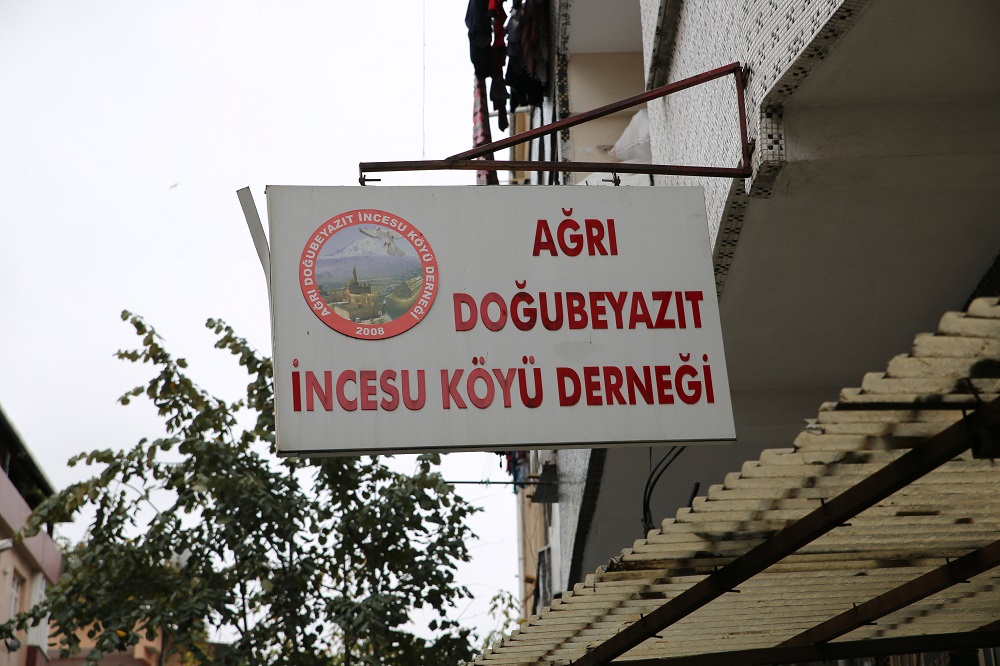 AĞRI DOĞUBEYAZIT İNCESU KÖYÜ DERNEĞİ
2008
AĞRI
DOĞUBEYAZIT
İNCESU KÖYÜ DERNEĞİ